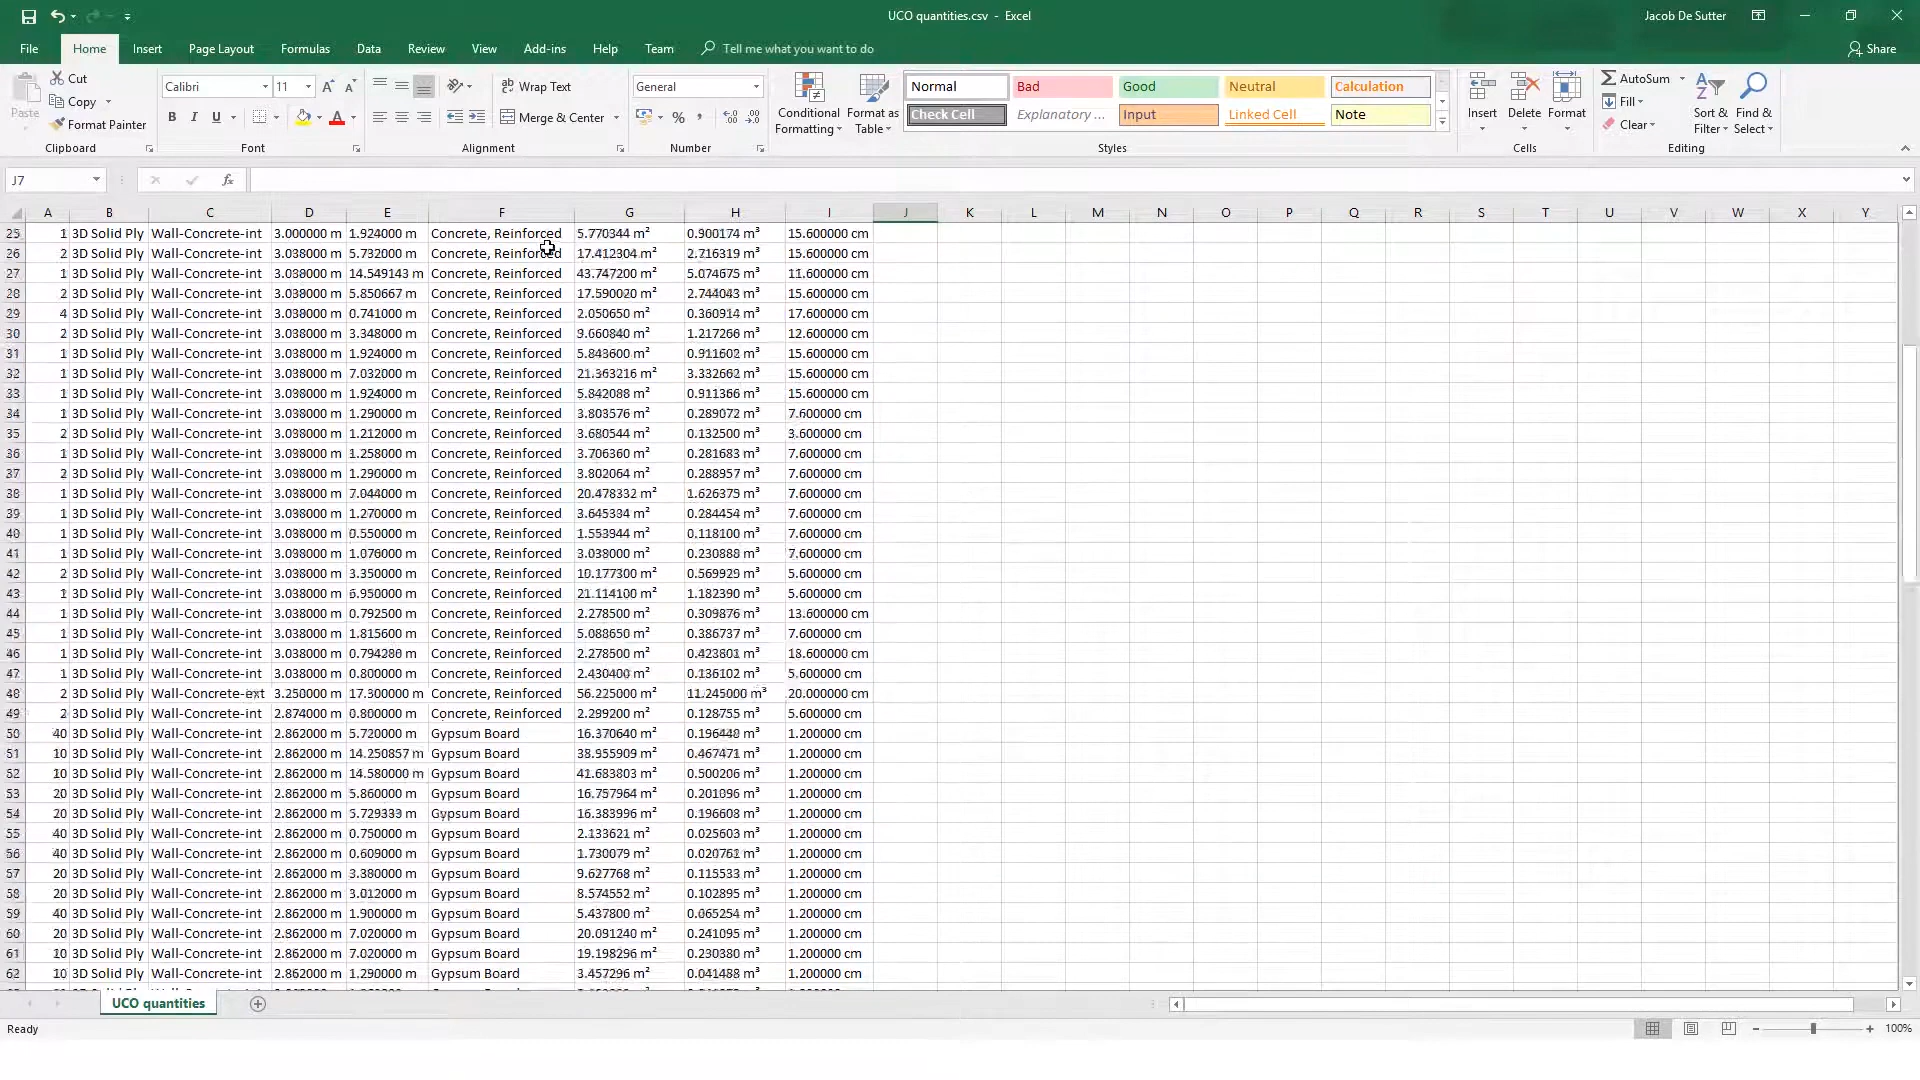 UCO quantities.csv - Excel
Jacob De Sutter
File Home Insert Page Layout Formulas Data Review View Add-ins Help Team Tell me what you want to do Share
Paste Cut Copy Format Painter Clipboard
Calibri 11 A A B I U A Font
Wrap Text Merge & Center Alignment
General % Number
Conditional Formatting Format as Table
Normal Bad Good Neutral Calculation
Check Cell Explanatory ... Input Linked Cell Note
Styles
Insert Delete Format Cells
AutoSum Fill Clear Sort & Filter Find & Select Editing
J7 fx
A B C D E F G H I J K L M N O P Q R S T U V W X Y
25 1 3D Solid Ply Wall-Concrete-int 3.000000 m 1.924000 m Concrete, Reinforced 5.770344 m² 0.900174 m³ 15.600000 cm
26 2 3D Solid Ply Wall-Concrete-int 3.038000 m 5.732000 m Concrete, Reinforced 17.412304 m² 2.716319 m³ 15.600000 cm
27 1 3D Solid Ply Wall-Concrete-int 3.038000 m 14.549143 m Concrete, Reinforced 43.747200 m² 5.074675 m³ 11.600000 cm
28 2 3D Solid Ply Wall-Concrete-int 3.038000 m 5.850667 m Concrete, Reinforced 17.590020 m² 2.744043 m³ 15.600000 cm
29 4 3D Solid Ply Wall-Concrete-int 3.038000 m 0.741000 m Concrete, Reinforced 2.050650 m² 0.360914 m³ 17.600000 cm
30 2 3D Solid Ply Wall-Concrete-int 3.038000 m 3.348000 m Concrete, Reinforced 9.660840 m² 1.217266 m³ 12.600000 cm
31 1 3D Solid Ply Wall-Concrete-int 3.038000 m 1.924000 m Concrete, Reinforced 5.843600 m² 0.911602 m³ 15.600000 cm
32 1 3D Solid Ply Wall-Concrete-int 3.038000 m 7.032000 m Concrete, Reinforced 21.363216 m² 3.332662 m³ 15.600000 cm
33 1 3D Solid Ply Wall-Concrete-int 3.038000 m 1.924000 m Concrete, Reinforced 5.842088 m² 0.911366 m³ 15.600000 cm
34 1 3D Solid Ply Wall-Concrete-int 3.038000 m 1.290000 m Concrete, Reinforced 3.803576 m² 0.289072 m³ 7.600000 cm
35 2 3D Solid Ply Wall-Concrete-int 3.038000 m 1.212000 m Concrete, Reinforced 3.680544 m² 0.132500 m³ 3.600000 cm
36 1 3D Solid Ply Wall-Concrete-int 3.038000 m 1.258000 m Concrete, Reinforced 3.706360 m² 0.281683 m³ 7.600000 cm
37 2 3D Solid Ply Wall-Concrete-int 3.038000 m 1.290000 m Concrete, Reinforced 3.802064 m² 0.288957 m³ 7.600000 cm
38 1 3D Solid Ply Wall-Concrete-int 3.038000 m 7.044000 m Concrete, Reinforced 20.478332 m² 1.626375 m³ 7.600000 cm
39 1 3D Solid Ply Wall-Concrete-int 3.038000 m 1.270000 m Concrete, Reinforced 3.645334 m² 0.284454 m³ 7.600000 cm
40 1 3D Solid Ply Wall-Concrete-int 3.038000 m 0.550000 m Concrete, Reinforced 1.553944 m² 0.118100 m³ 7.600000 cm
41 1 3D Solid Ply Wall-Concrete-int 3.038000 m 1.076000 m Concrete, Reinforced 3.038000 m² 0.230888 m³ 7.600000 cm
42 2 3D Solid Ply Wall-Concrete-int 3.038000 m 3.350000 m Concrete, Reinforced 10.177300 m² 0.569929 m³ 5.600000 cm
43 1 3D Solid Ply Wall-Concrete-int 3.038000 m 6.950000 m Concrete, Reinforced 21.114100 m² 1.182390 m³ 5.600000 cm
44 1 3D Solid Ply Wall-Concrete-int 3.038000 m 0.792500 m Concrete, Reinforced 2.278500 m² 0.309876 m³ 13.600000 cm
45 1 3D Solid Ply Wall-Concrete-int 3.038000 m 1.815600 m Concrete, Reinforced 5.088650 m² 0.386737 m³ 7.600000 cm
46 1 3D Solid Ply Wall-Concrete-int 3.038000 m 0.794286 m Concrete, Reinforced 2.278500 m² 0.423801 m³ 18.600000 cm
47 1 3D Solid Ply Wall-Concrete-int 3.038000 m 0.800000 m Concrete, Reinforced 2.430400 m² 0.136102 m³ 5.600000 cm
48 2 3D Solid Ply Wall-Concrete-ext 3.250000 m 17.300000 m Concrete, Reinforced 56.225000 m² 11.245000 m³ 20.000000 cm
49 2 3D Solid Ply Wall-Concrete-int 2.874000 m 0.800000 m Concrete, Reinforced 2.299200 m² 0.128755 m³ 5.600000 cm
50 40 3D Solid Ply Wall-Concrete-int 2.862000 m 5.720000 m Gypsum Board 16.370640 m² 0.196448 m³ 1.200000 cm
51 10 3D Solid Ply Wall-Concrete-int 2.862000 m 14.250857 m Gypsum Board 38.955909 m² 0.467471 m³ 1.200000 cm
52 10 3D Solid Ply Wall-Concrete-int 2.862000 m 14.580000 m Gypsum Board 41.683803 m² 0.500206 m³ 1.200000 cm
53 20 3D Solid Ply Wall-Concrete-int 2.862000 m 5.860000 m Gypsum Board 16.757964 m² 0.201096 m³ 1.200000 cm
54 20 3D Solid Ply Wall-Concrete-int 2.862000 m 5.729333 m Gypsum Board 16.383996 m² 0.196608 m³ 1.200000 cm
55 40 3D Solid Ply Wall-Concrete-int 2.862000 m 0.750000 m Gypsum Board 2.133621 m² 0.025603 m³ 1.200000 cm
56 40 3D Solid Ply Wall-Concrete-int 2.862000 m 0.609000 m Gypsum Board 1.730079 m² 0.020761 m³ 1.200000 cm
57 20 3D Solid Ply Wall-Concrete-int 2.862000 m 3.380000 m Gypsum Board 9.627768 m² 0.115533 m³ 1.200000 cm
58 20 3D Solid Ply Wall-Concrete-int 2.862000 m 3.012000 m Gypsum Board 8.574552 m² 0.102895 m³ 1.200000 cm
59 40 3D Solid Ply Wall-Concrete-int 2.862000 m 1.900000 m Gypsum Board 5.437800 m² 0.065254 m³ 1.200000 cm
60 20 3D Solid Ply Wall-Concrete-int 2.862000 m 7.020000 m Gypsum Board 20.091240 m² 0.241095 m³ 1.200000 cm
61 10 3D Solid Ply Wall-Concrete-int 2.862000 m 7.020000 m Gypsum Board 19.198296 m² 0.230380 m³ 1.200000 cm
62 10 3D Solid Ply Wall-Concrete-int 2.862000 m 1.290000 m Gypsum Board 3.457296 m² 0.041488 m³ 1.200000 cm
UCO quantities
Ready 100%